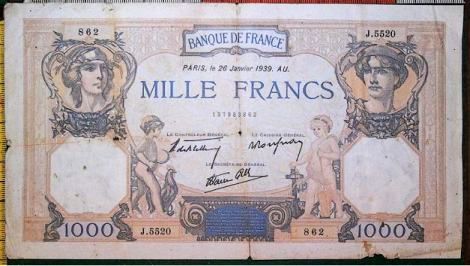 862
J.5520
BANQUE DE FRANCE
PARIS, le 26 Janvier 1939. AU.
MILLE FRANCS
137983862
LE CONTROLEUR GÉNÉRAL
LE CAISSIER GÉNÉRAL
LE SECRÉTAIRE GÉNÉRAL
1000
J.5520
862
1000